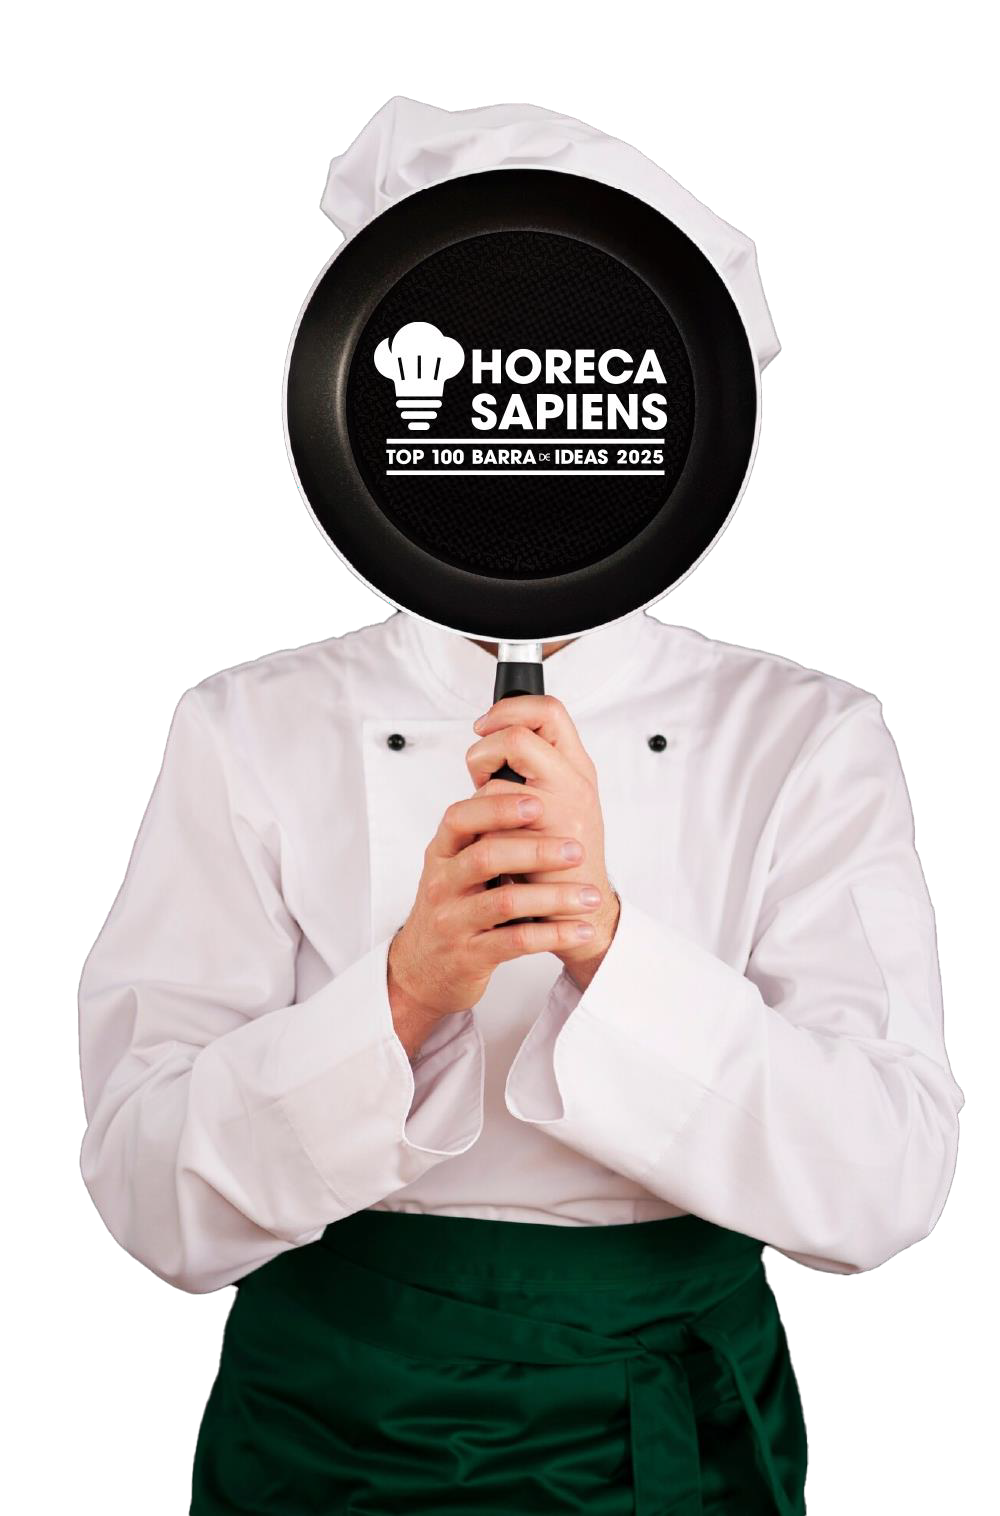 HORECA
SAPIENS
TOP 100 BARRA DE IDEAS 2025